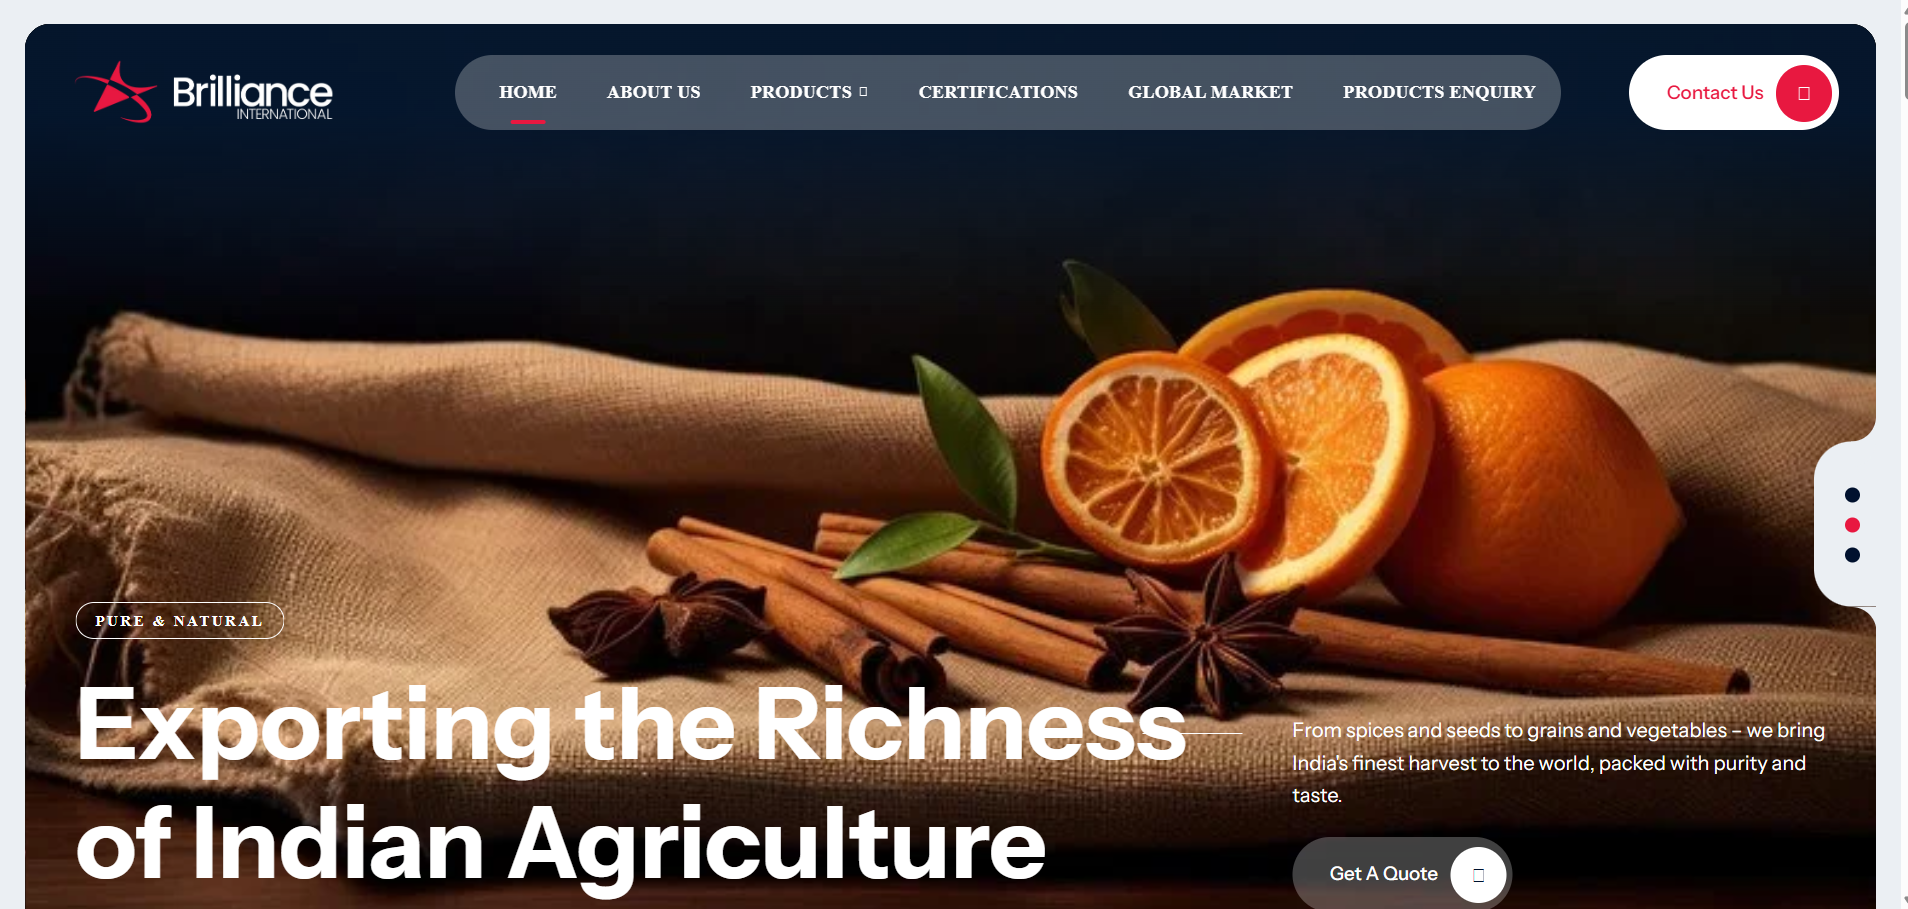 Brilliance
INTERNATIONAL
HOME ABOUT US PRODUCTS CERTIFICATIONS GLOBAL MARKET PRODUCTS ENQUIRY
Contact Us
PURE & NATURAL
Exporting the Richness
of Indian Agriculture
From spices and seeds to grains and vegetables – we bring
India's finest harvest to the world, packed with purity and
taste.
Get A Quote